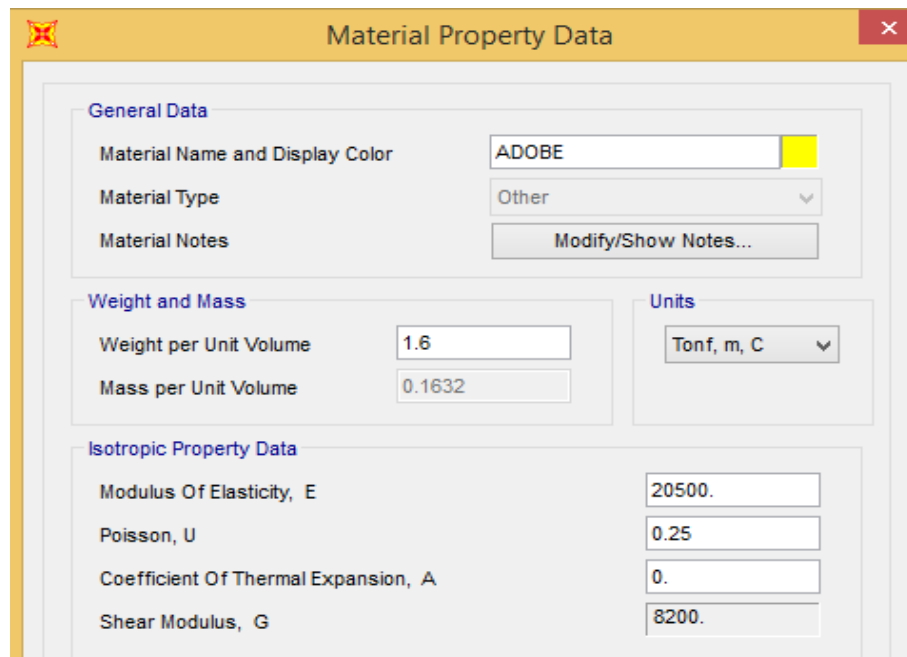 Material Property Data
General Data
Material Name and Display Color ADOBE
Material Type Other
Material Notes Modify/Show Notes...
Weight and Mass Units
Weight per Unit Volume 1.6 Tonf, m, C
Mass per Unit Volume 0.1632
Isotropic Property Data
Modulus Of Elasticity, E 20500.
Poisson, U 0.25
Coefficient Of Thermal Expansion, A 0.
Shear Modulus, G 8200.